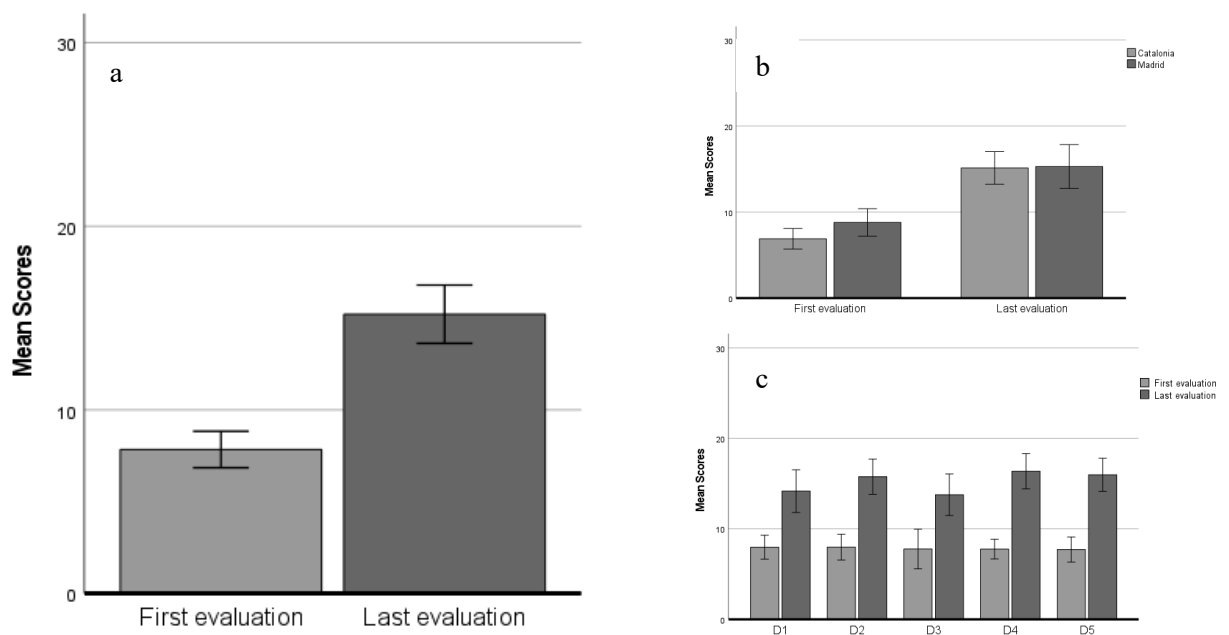 30
a
20
Mean Scores
10
0
First evaluation
Last evaluation
30
b
Catalonia
Madrid
20
Mean Scores
10
0
First evaluation
Last evaluation
30
c
First evaluation
Last evaluation
20
Mean Scores
10
0
D1
D2
D3
D4
D5